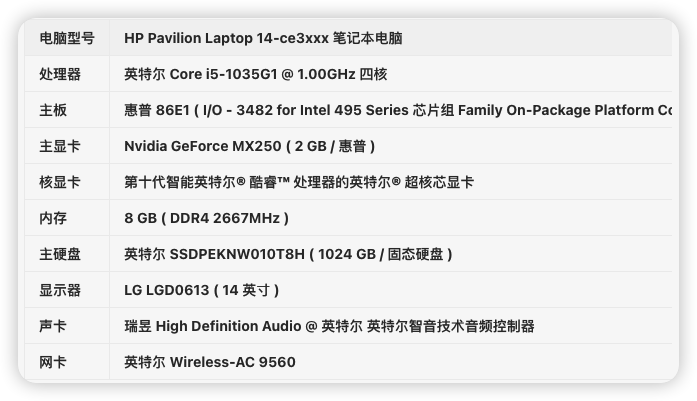 电脑型号 HP Pavilion Laptop 14-ce3xxx 笔记本电脑
处理器 英特尔 Core i5-1035G1 @ 1.00GHz 四核
主板 惠普 86E1 ( I/O - 3482 for Intel 495 Series 芯片组 Family On-Package Platform Co
主显卡 Nvidia GeForce MX250 ( 2 GB / 惠普 )
核显卡 第十代智能英特尔® 酷睿™ 处理器的英特尔® 超核芯显卡
内存 8 GB ( DDR4 2667MHz )
主硬盘 英特尔 SSDPEKNW010T8H ( 1024 GB / 固态硬盘 )
显示器 LG LGD0613 ( 14 英寸 )
声卡 瑞昱 High Definition Audio @ 英特尔 英特尔智音技术音频控制器
网卡 英特尔 Wireless-AC 9560